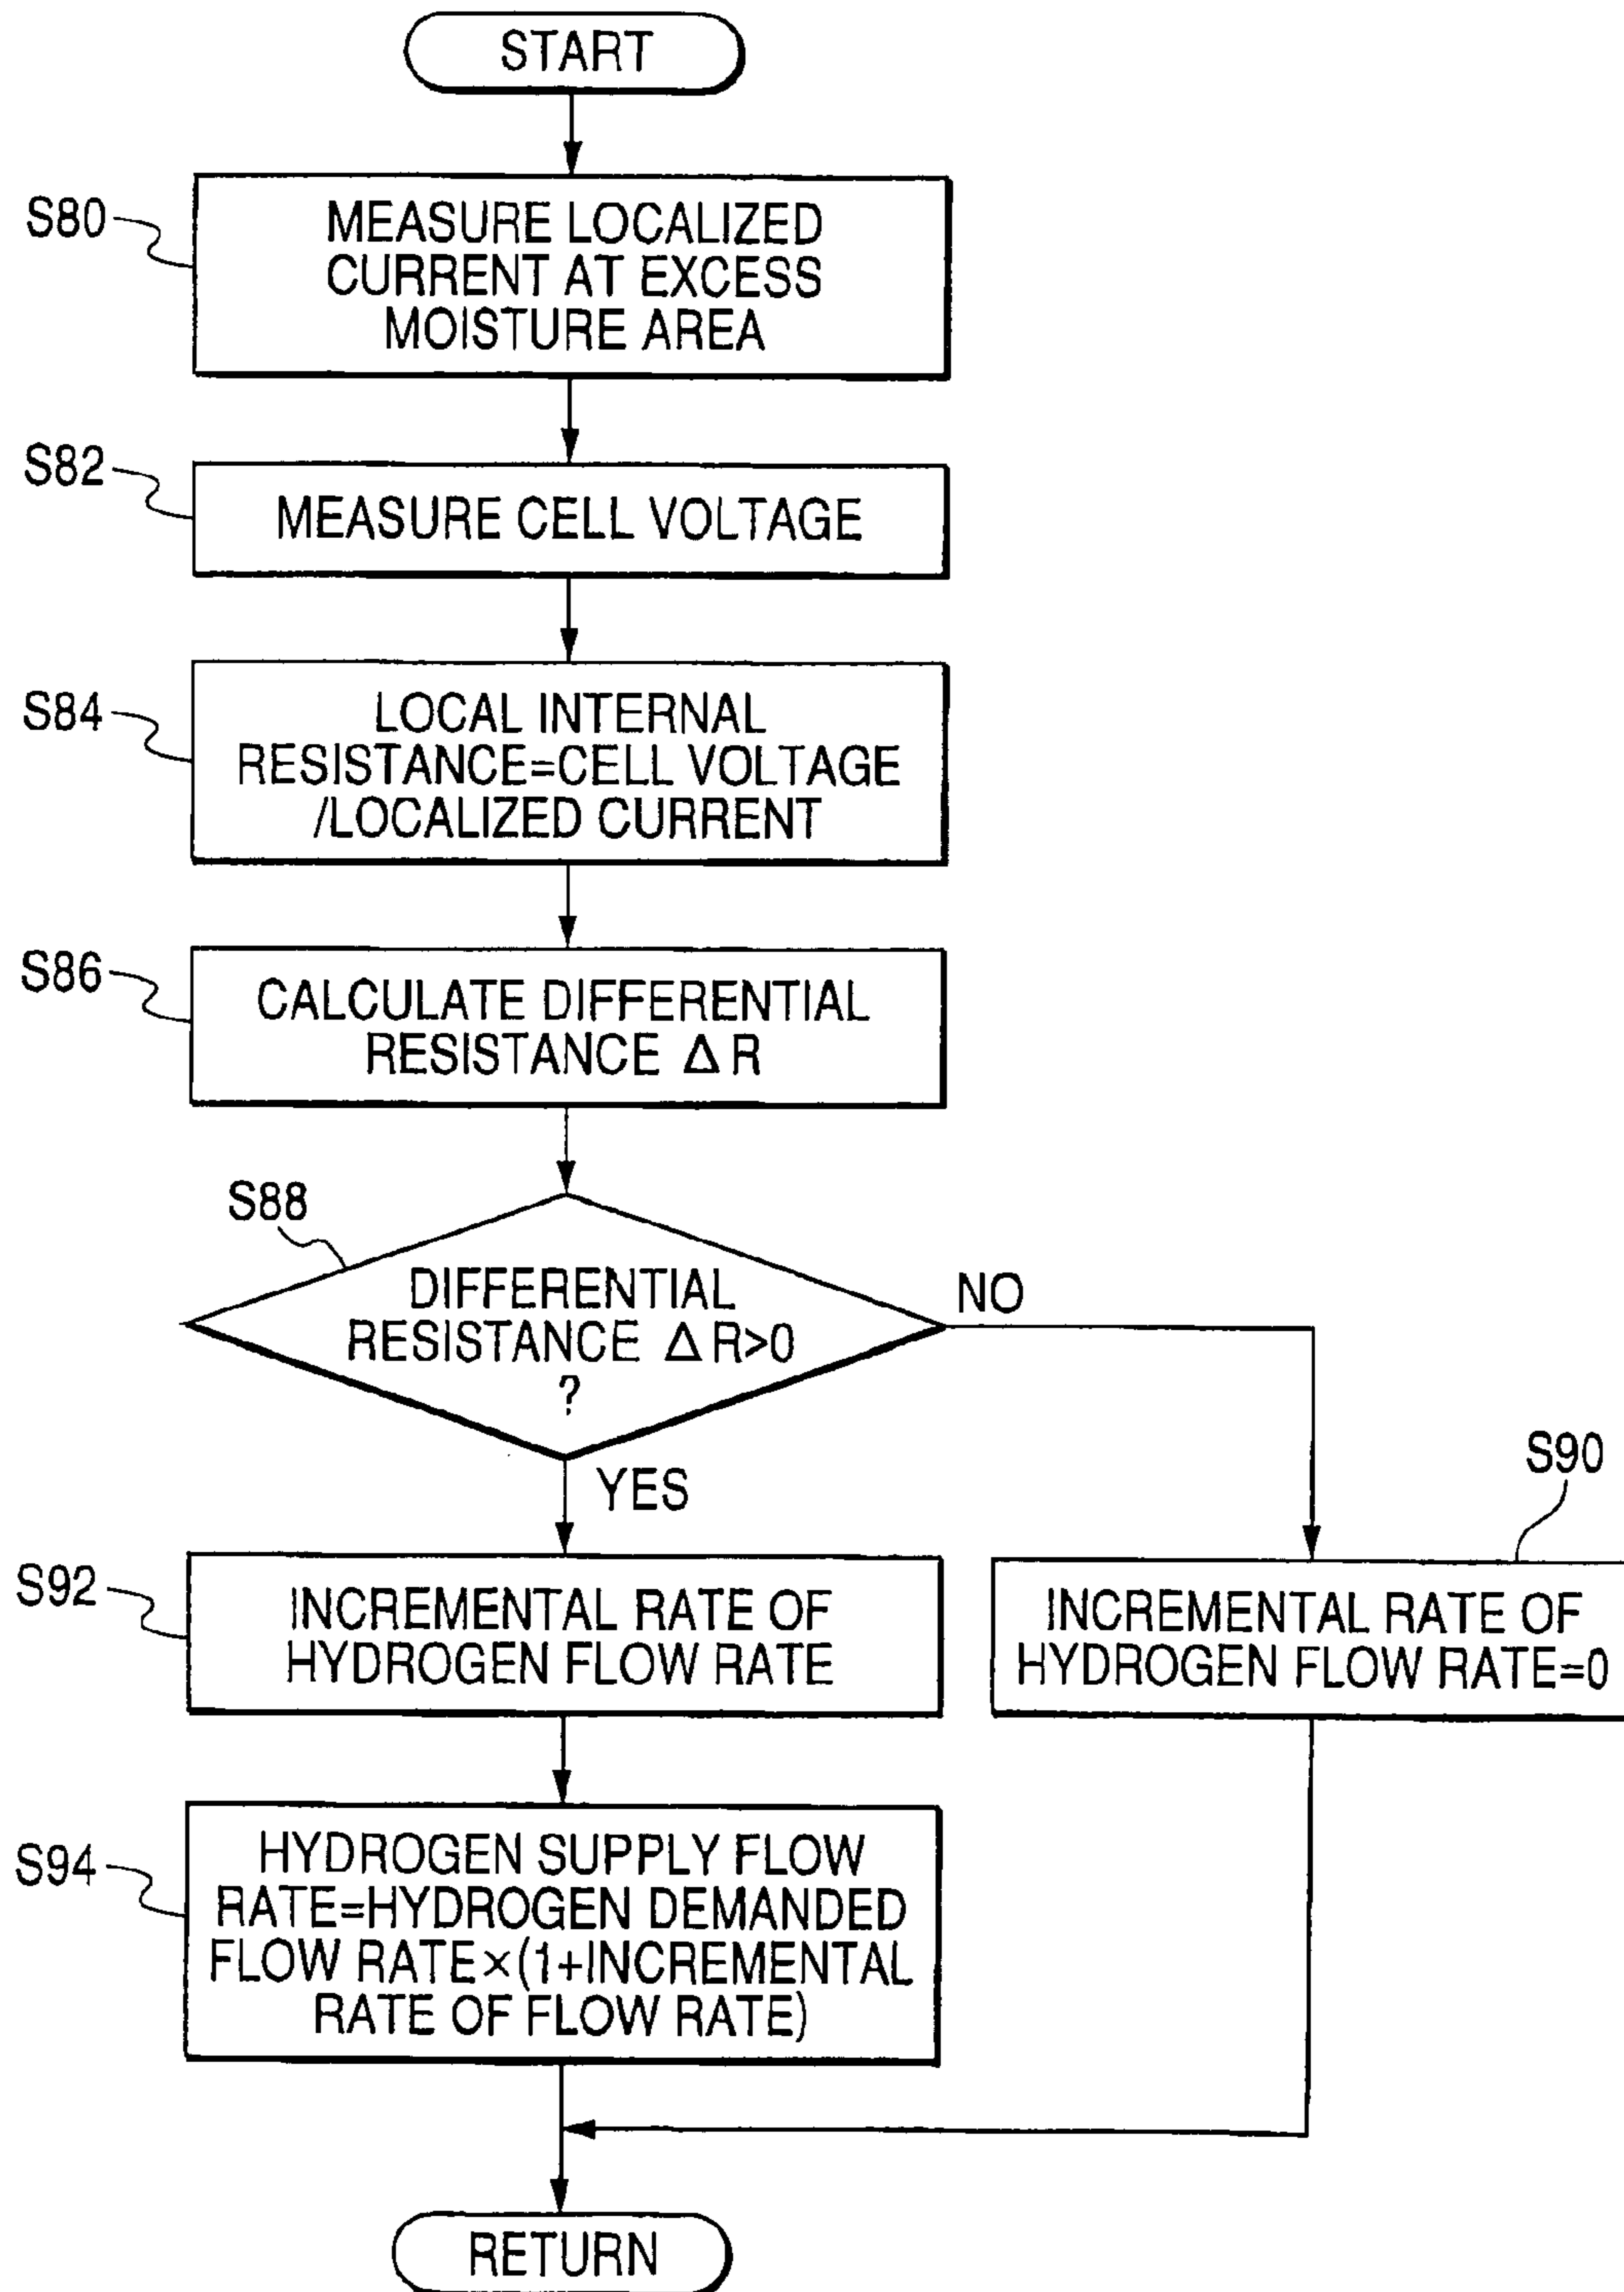 START
S80
MEASURE LOCALIZED
CURRENT AT EXCESS
MOISTURE AREA
S82
MEASURE CELL VOLTAGE
S84
LOCAL INTERNAL
RESISTANCE=CELL VOLTAGE
/LOCALIZED CURRENT
S86
CALCULATE DIFFERENTIAL
RESISTANCE Δ R
S88
DIFFERENTIAL
RESISTANCE Δ R>0
?
NO
YES
S90
INCREMENTAL RATE OF
HYDROGEN FLOW RATE=0
S92
INCREMENTAL RATE OF
HYDROGEN FLOW RATE
S94
HYDROGEN SUPPLY FLOW
RATE=HYDROGEN DEMANDED
FLOW RATE×(1+INCREMENTAL
RATE OF FLOW RATE)
RETURN